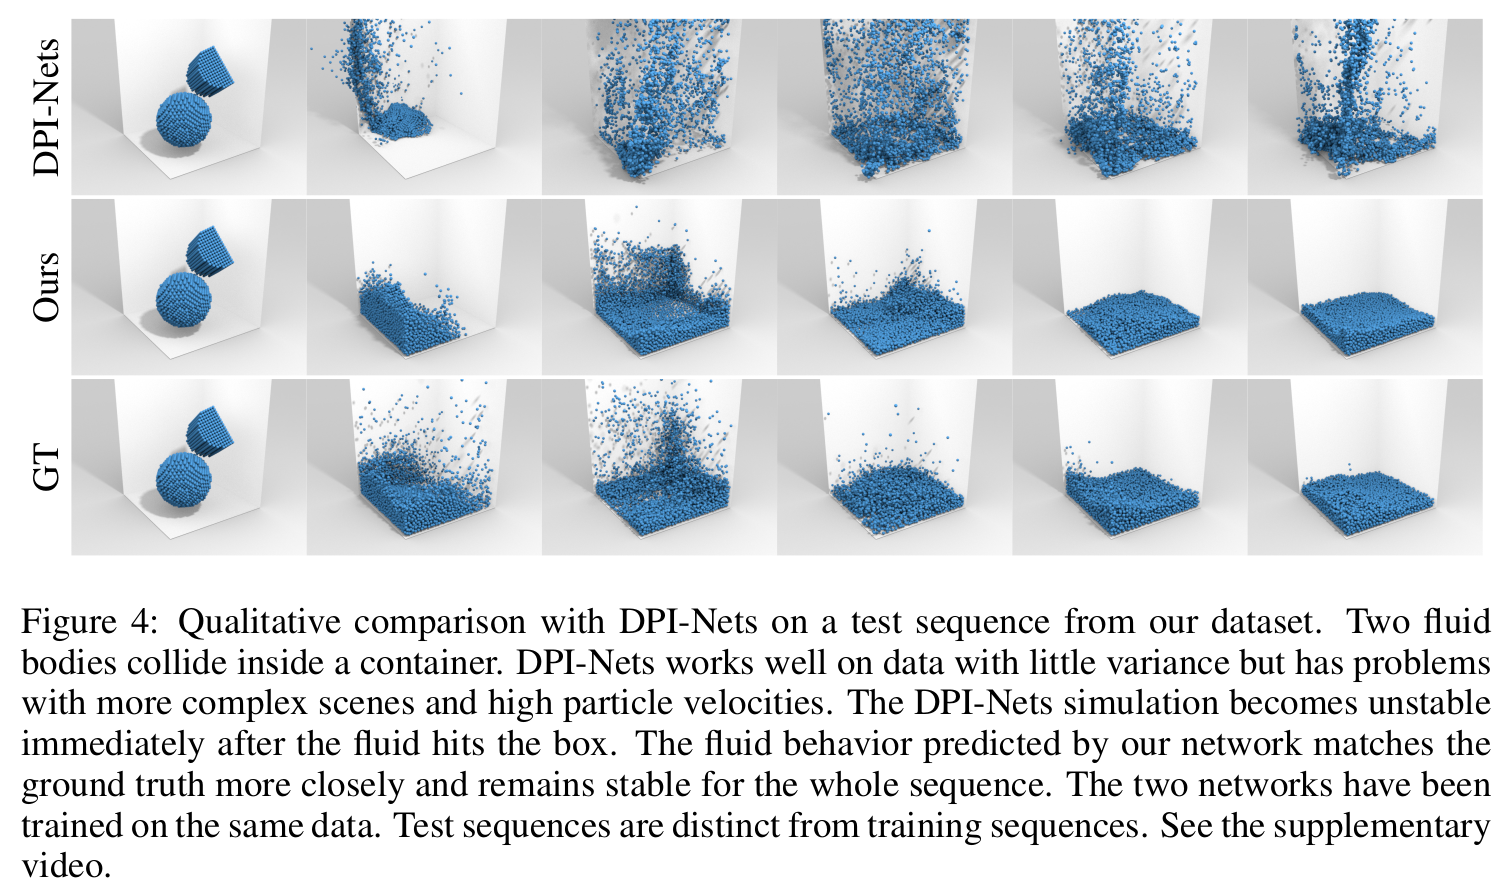 DPI-Nets
Ours
GT
Figure 4: Qualitative comparison with DPI-Nets on a test sequence from our dataset. Two fluid
bodies collide inside a container. DPI-Nets works well on data with little variance but has problems
with more complex scenes and high particle velocities. The DPI-Nets simulation becomes unstable
immediately after the fluid hits the box. The fluid behavior predicted by our network matches the
ground truth more closely and remains stable for the whole sequence. The two networks have been
trained on the same data. Test sequences are distinct from training sequences. See the supplementary
video.